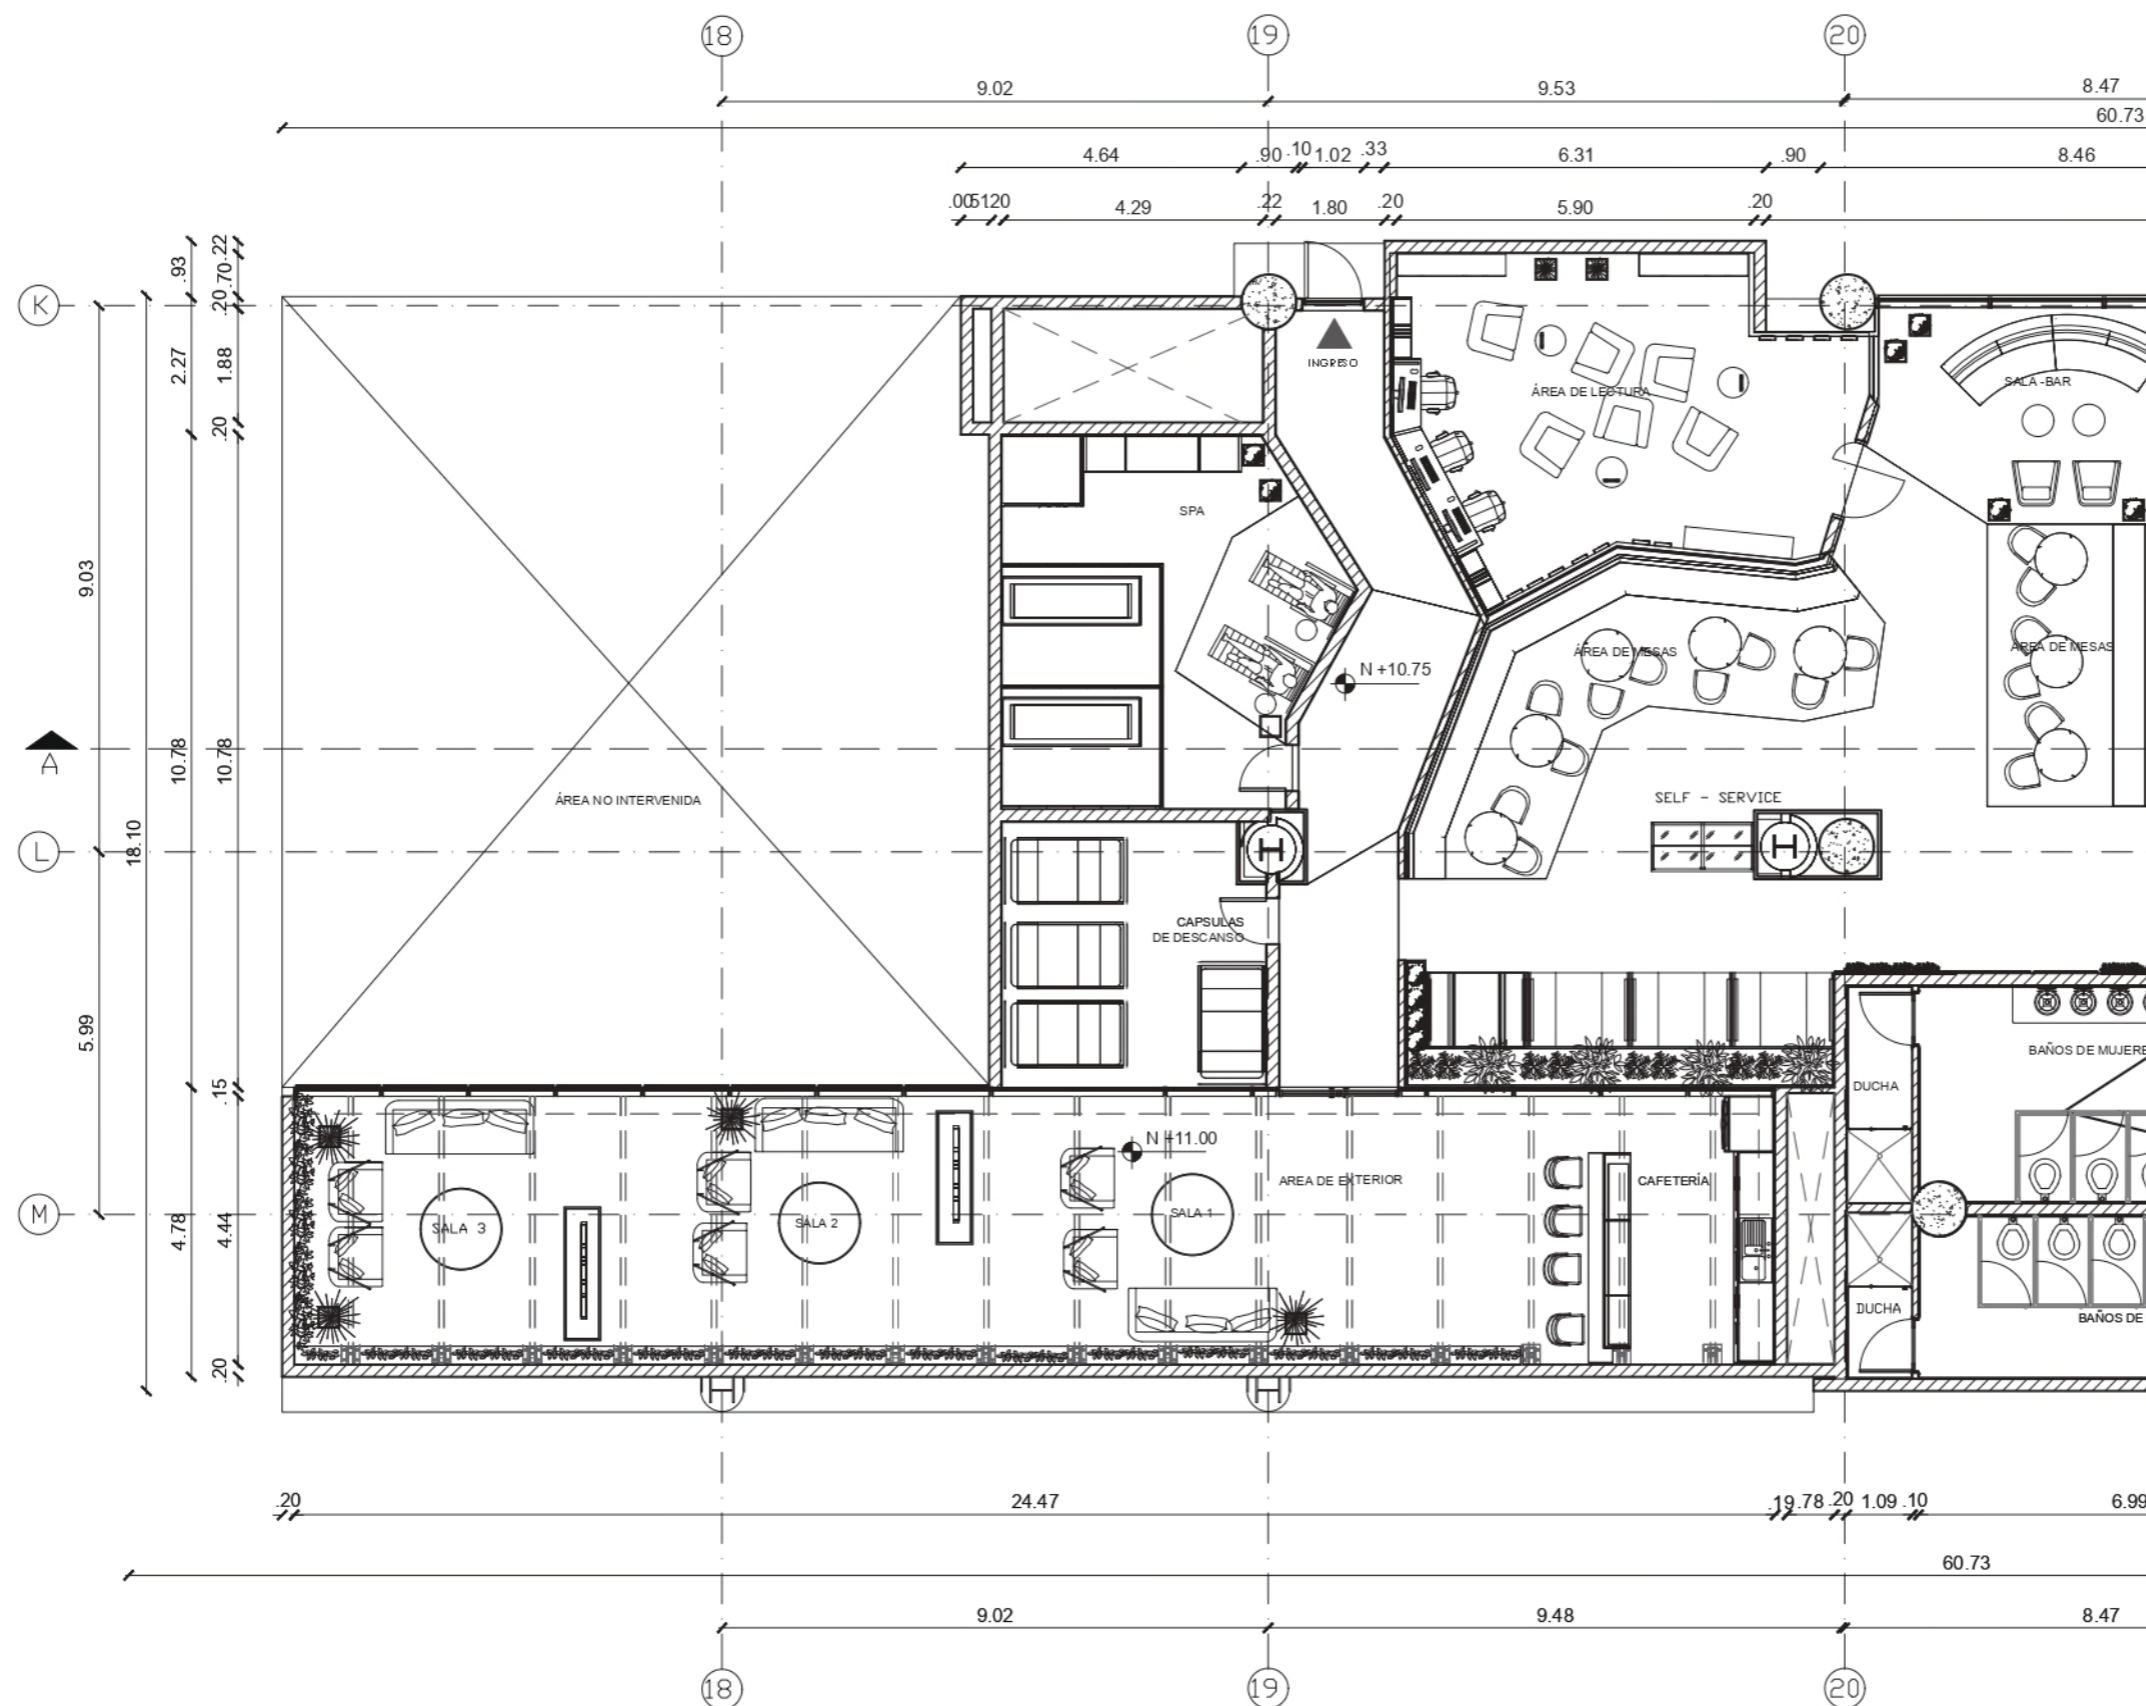 18
19
20
9.02
9.53
8.47
60.73
4.64
.90
.10
1.02
.33
6.31
.90
8.46
4.29
.22
1.80
.20
5.90
.20
.93
.22
.70
.20
K
2.27
1.88
.20
INGRESO
ÁREA DE LECTURA
SALA -BAR
SPA
9.03
ÁREA DE MESAS
ÁREA DE MESAS
N +10.75
A
10.78
10.78
ÁREA NO INTERVENIDA
SELF - SERVICE
18.10
L
H
H
CAPSULAS
DE DESCANSO
5.99
BAÑOS DE MUJERE
DUCHA
.15
N +11.00
AREA DE EXTERIOR
CAFETERÍA
M
4.78
4.44
SALA 3
SALA 2
SALA 1
DUCHA
BAÑOS DE
.20
.20
24.47
.19
.78
.20
1.09
.10
6.99
60.73
9.02
9.48
8.47
18
19
20